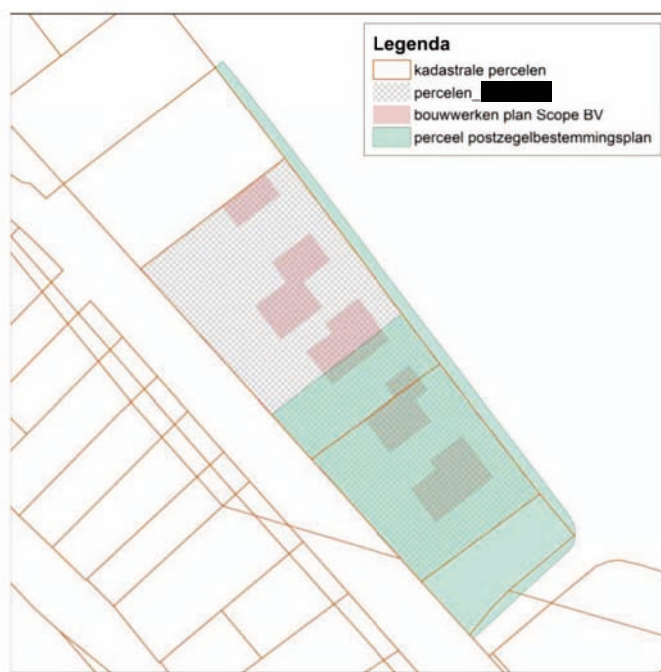 Legenda
kadastrale percelen
percelen_
bouwwerken plan Scope BV
perceel postzegelbestemmingsplan